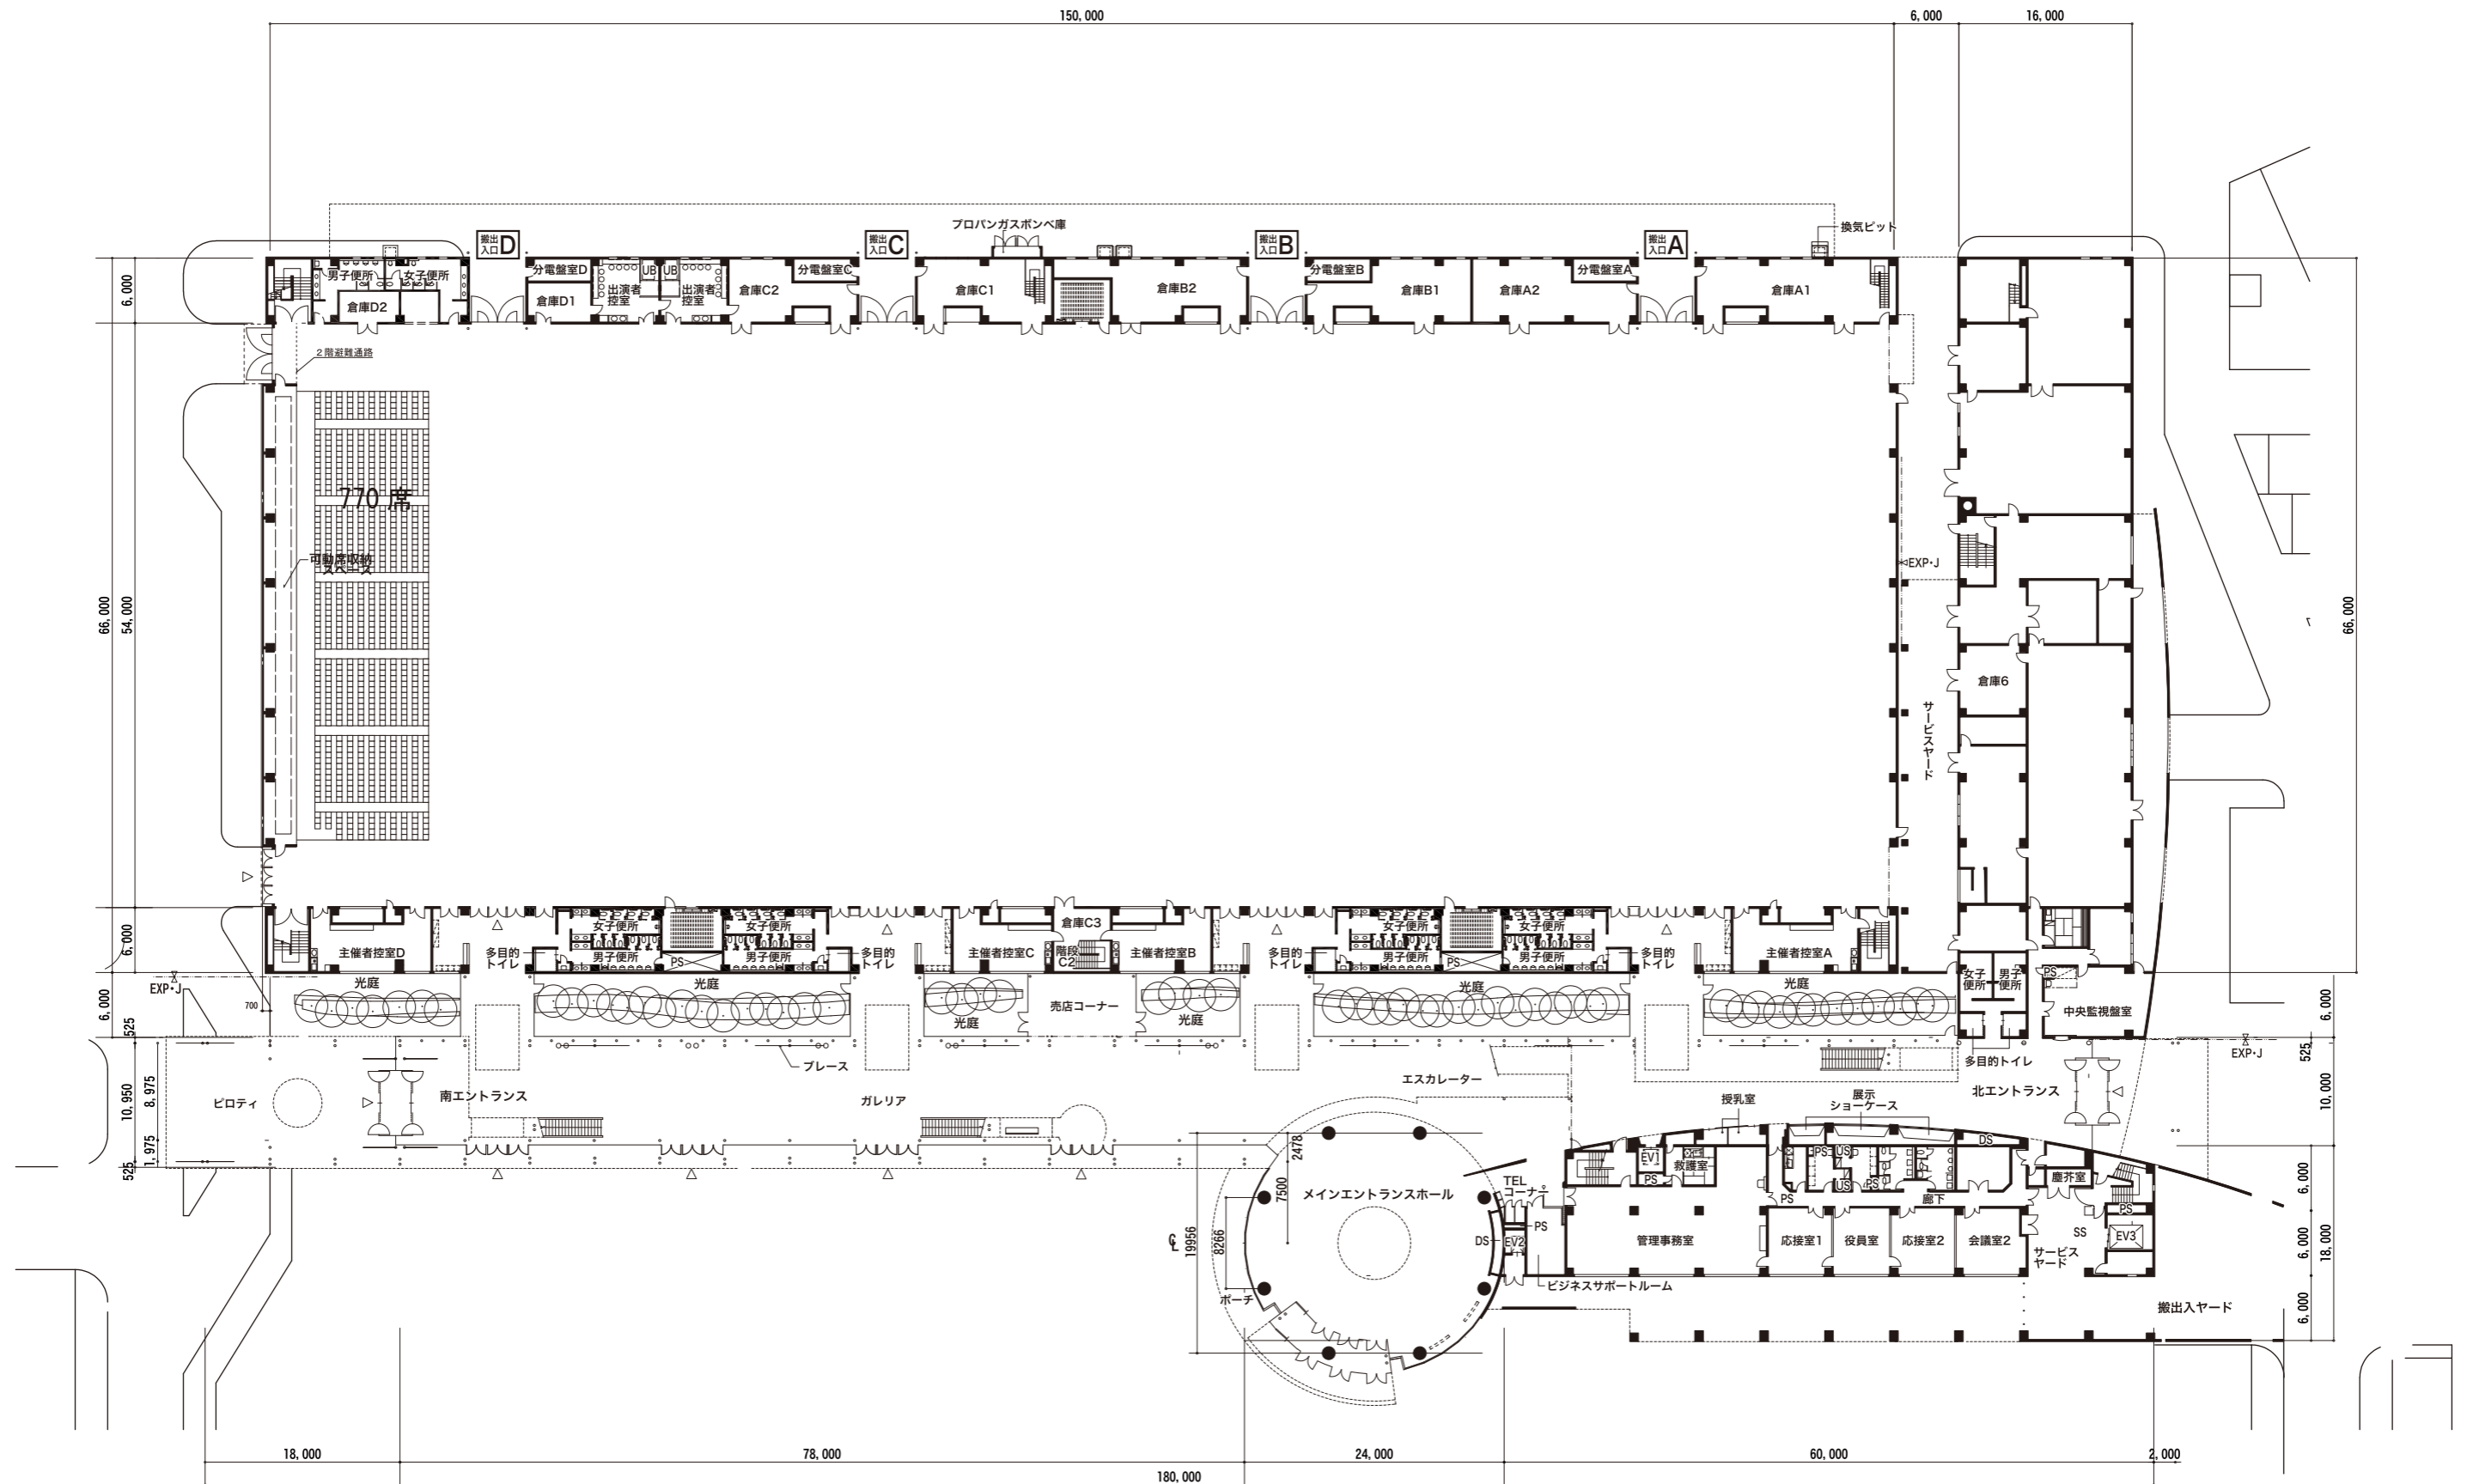 150,000
6,000
16,000
プロパンガスボンベ庫
換気ピット
搬出入口D
搬出入口C
搬出入口B
搬出入口A
男子便所
女子便所
倉庫D2
分電盤室D
倉庫D1
出演者控室
UB
UB
出演者控室
倉庫C2
分電盤室C
倉庫C1
倉庫B2
分電盤室B
倉庫B1
倉庫A2
分電盤室A
倉庫A1
6,000
2階避難通路
770 席
可動席収納
スペース
66,000
54,000
EXP・J
66,000
倉庫6
サービスヤード
6,000
主催者控室D
多目的
トイレ
女子便所
男子便所
PS
女子便所
男子便所
多目的
トイレ
主催者控室C
倉庫C3
階段
C2
主催者控室B
多目的
トイレ
女子便所
男子便所
PS
女子便所
男子便所
多目的
トイレ
主催者控室A
女子
便所
男子
便所
PS
中央監視盤室
多目的トイレ
EXP・J
700
6,000
525
光庭
光庭
光庭
売店コーナー
光庭
光庭
光庭
6,000
525
EXP・J
ブレース
エスカレーター
ピロティ
南エントランス
ガレリア
北エントランス
授乳室
展示
ショーケース
10,950
8,975
1,975
525
10,000
2478
7500
19956
8266
メインエントランスホール
TEL
コーナー
PS
DS
EV2
ビジネスサポートルーム
ポーチ
EV1
PS
救護室
PS
PS
US
US
PS
DS
廊下
塵芥室
PS
SS
EV3
管理事務室
応接室1
役員室
応接室2
会議室2
サービス
ヤード
搬出入ヤード
6,000
6,000
6,000
18,000
18,000
78,000
24,000
60,000
2,000
180,000